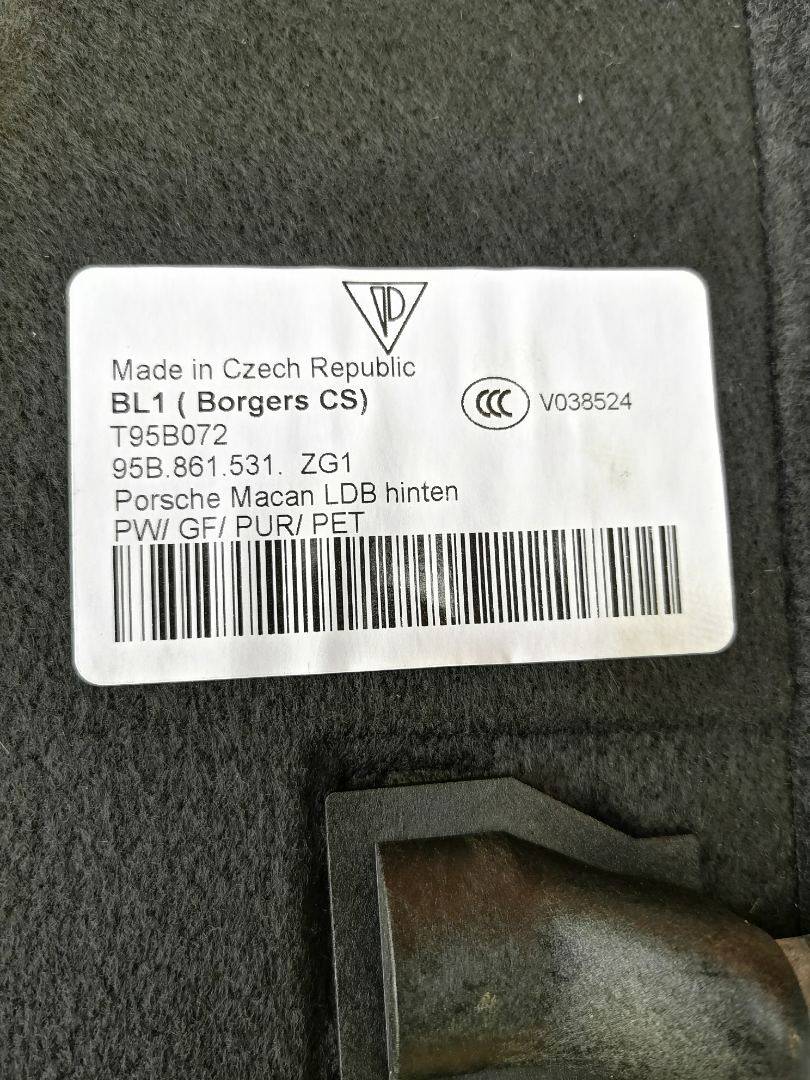 Made in Czech Republic
BL1 ( Borgers CS)
CCC V038524
T95B072
95B.861.531. ZG1
Porsche Macan LDB hinten
PW/ GF/ PUR/ PET